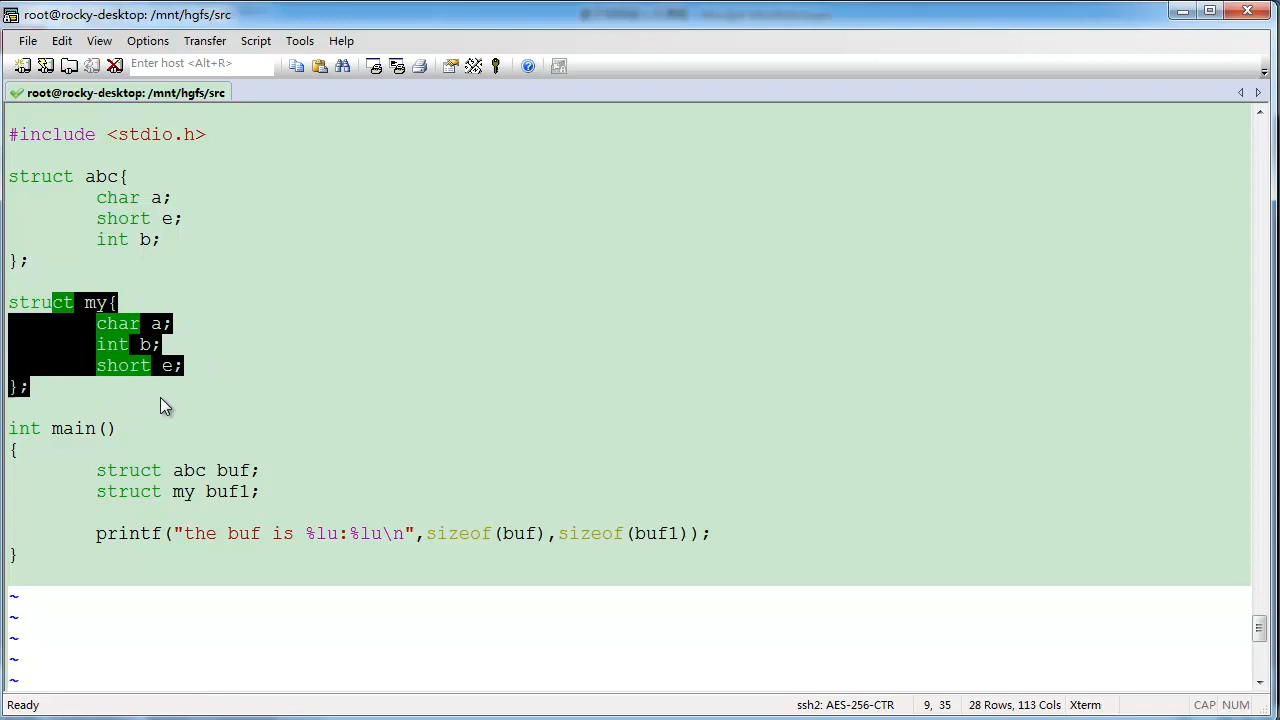 root@rocky-desktop: /mnt/hgfs/src
File Edit View Options Transfer Script Tools Help
Enter host <Alt+R>
root@rocky-desktop: /mnt/hgfs/src
#include <stdio.h>
struct abc{
char a;
short e;
int b;
};
struct my{
char a;
int b;
short e;
};
int main()
{
struct abc buf;
struct my buf1;
printf("the buf is %lu:%lu\n",sizeof(buf),sizeof(buf1));
}
~
~
~
~
~
Ready ssh2: AES-256-CTR 9, 35 28 Rows, 113 Cols Xterm CAP NUM